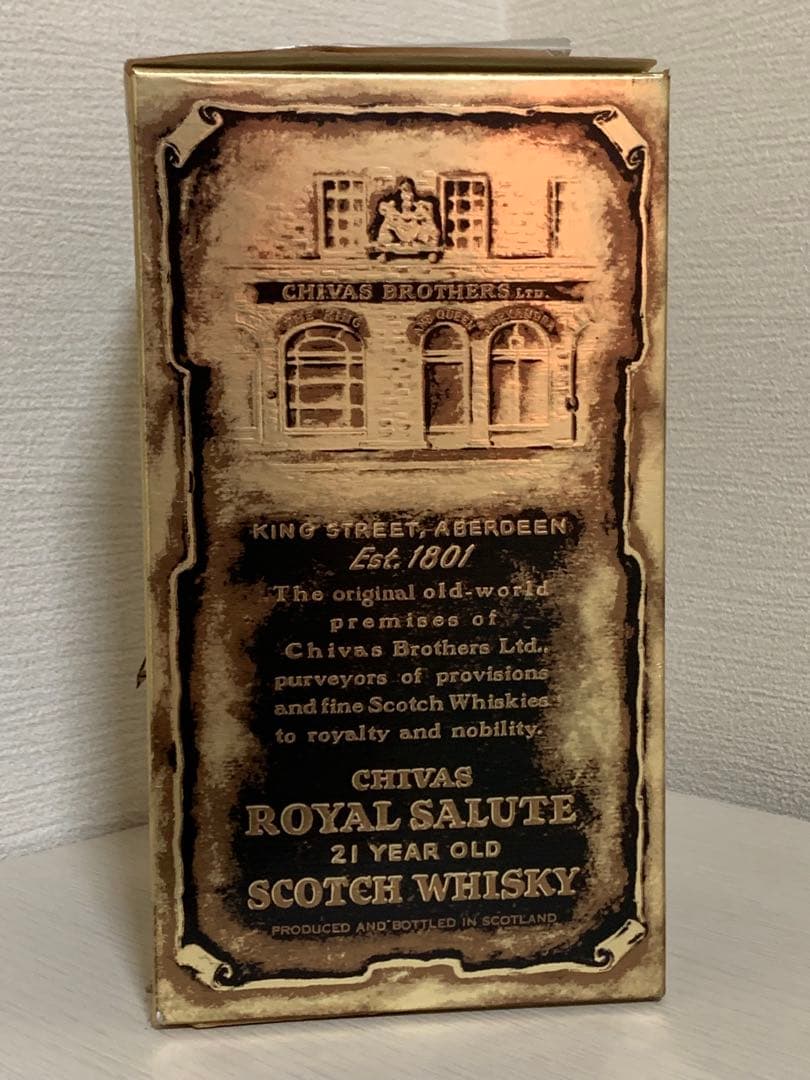 CHIVAS BROTHERS LTD.
THE KING
KING STREET, ABERDEEN
Est. 1801
The original old-world
premises of
Chivas Brothers Ltd.,
purveyors of provisions
and fine Scotch Whiskies
to royalty and nobility.
CHIVAS
ROYAL SALUTE
21 YEAR OLD
SCOTCH WHISKY
PRODUCED AND BOTTLED IN SCOTLAND